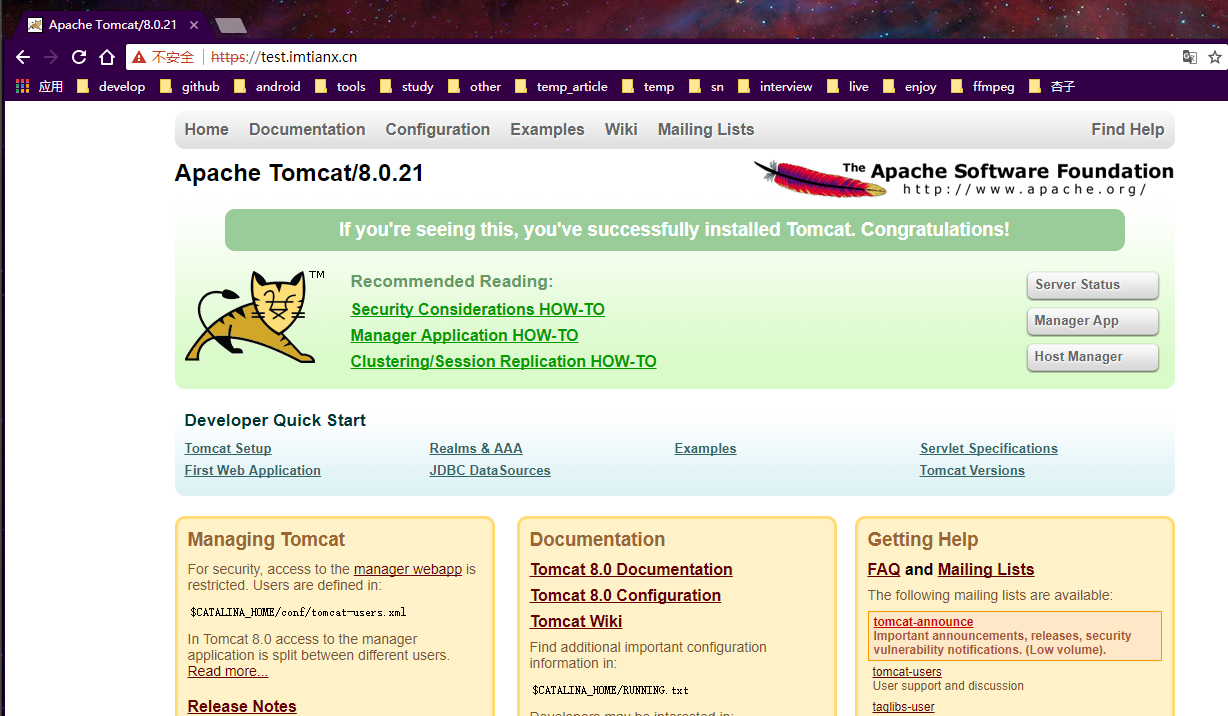 Apache Tomcat/8.0.21
不安全 https://test.imtianx.cn
应用 develop github android tools study other temp_article temp sn interview live enjoy ffmpeg 杏子
Home Documentation Configuration Examples Wiki Mailing Lists Find Help
Apache Tomcat/8.0.21
The Apache Software Foundation
http://www.apache.org/
If you're seeing this, you've successfully installed Tomcat. Congratulations!
TM
Recommended Reading:
Security Considerations HOW-TO
Manager Application HOW-TO
Clustering/Session Replication HOW-TO
Server Status
Manager App
Host Manager
Developer Quick Start
Tomcat Setup
First Web Application
Realms & AAA
JDBC DataSources
Examples
Servlet Specifications
Tomcat Versions
Managing Tomcat
For security, access to the manager webapp is
restricted. Users are defined in:
$CATALINA_HOME/conf/tomcat-users.xml
In Tomcat 8.0 access to the manager
application is split between different users.
Read more...
Release Notes
Documentation
Tomcat 8.0 Documentation
Tomcat 8.0 Configuration
Tomcat Wiki
Find additional important configuration
information in:
$CATALINA_HOME/RUNNING.txt
Developers may be interested in:
Getting Help
FAQ and Mailing Lists
The following mailing lists are available:
tomcat-announce
Important announcements, releases, security
vulnerability notifications. (Low volume).
tomcat-users
User support and discussion
taglibs-user